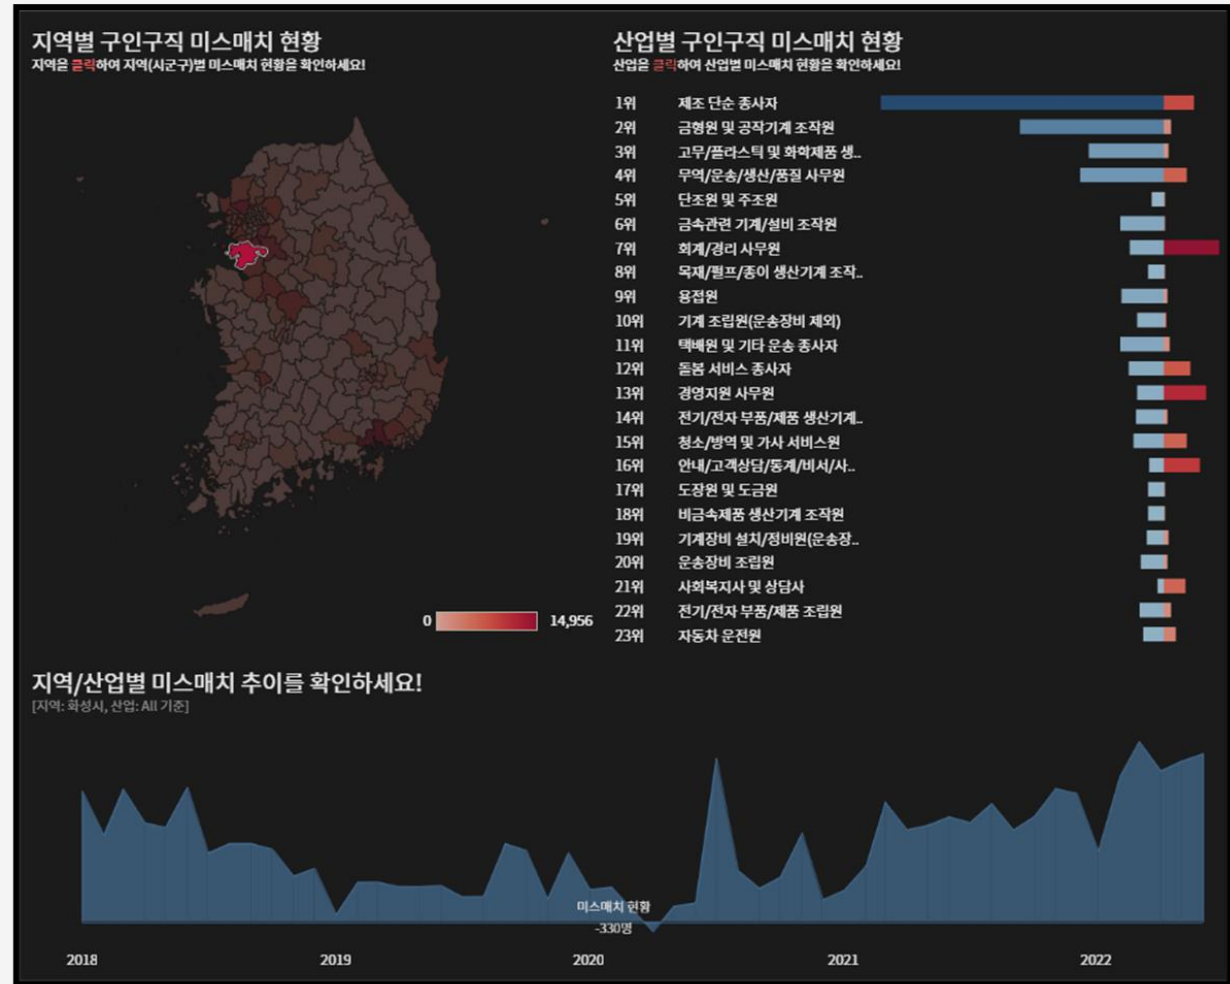 지역별 구인구직 미스매치 현황
지역을 클릭하여 지역(시군구)별 미스매치 현황을 확인하세요!
0 14,956
산업별 구인구직 미스매치 현황
산업을 클릭하여 산업별 미스매치 현황을 확인하세요!
1위 제조 단순 종사자
2위 금형원 및 공작기계 조작원
3위 고무/플라스틱 및 화학제품 생..
4위 무역/운송/생산/품질 사무원
5위 단조원 및 주조원
6위 금속관련 기계/설비 조작원
7위 회계/경리 사무원
8위 목재/펄프/종이 생산기계 조작..
9위 용접원
10위 기계 조립원(운송장비 제외)
11위 택배원 및 기타 운송 종사자
12위 돌봄 서비스 종사자
13위 경영지원 사무원
14위 전기/전자 부품/제품 생산기계..
15위 청소/방역 및 가사 서비스원
16위 안내/고객상담/통계/비서/사..
17위 도장원 및 도금원
18위 비금속제품 생산기계 조작원
19위 기계장비 설치/정비원(운송장..
20위 운송장비 조립원
21위 사회복지사 및 상담사
22위 전기/전자 부품/제품 조립원
23위 자동차 운전원
지역/산업별 미스매치 추이를 확인하세요!
[지역: 화성시, 산업: All 기준]
미스매치 현황
-330명
2018 2019 2020 2021 2022